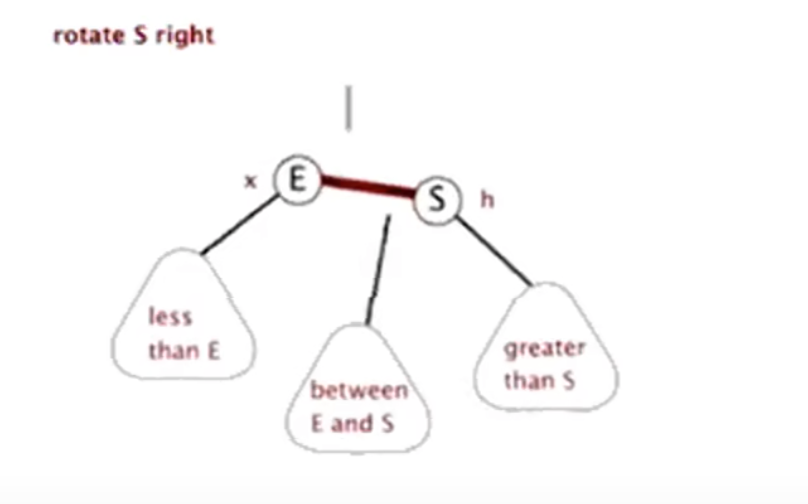 rotate S right
x
E
S
h
less
than E
between
E and S
greater
than S